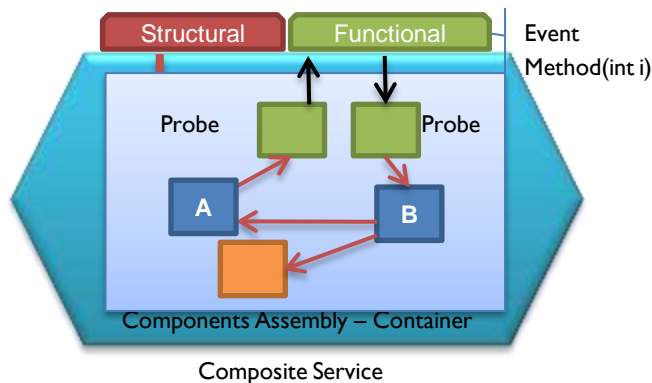 Structural
Functional
Event
Method(int i)
Probe
Probe
A
B
Components Assembly – Container
Composite Service